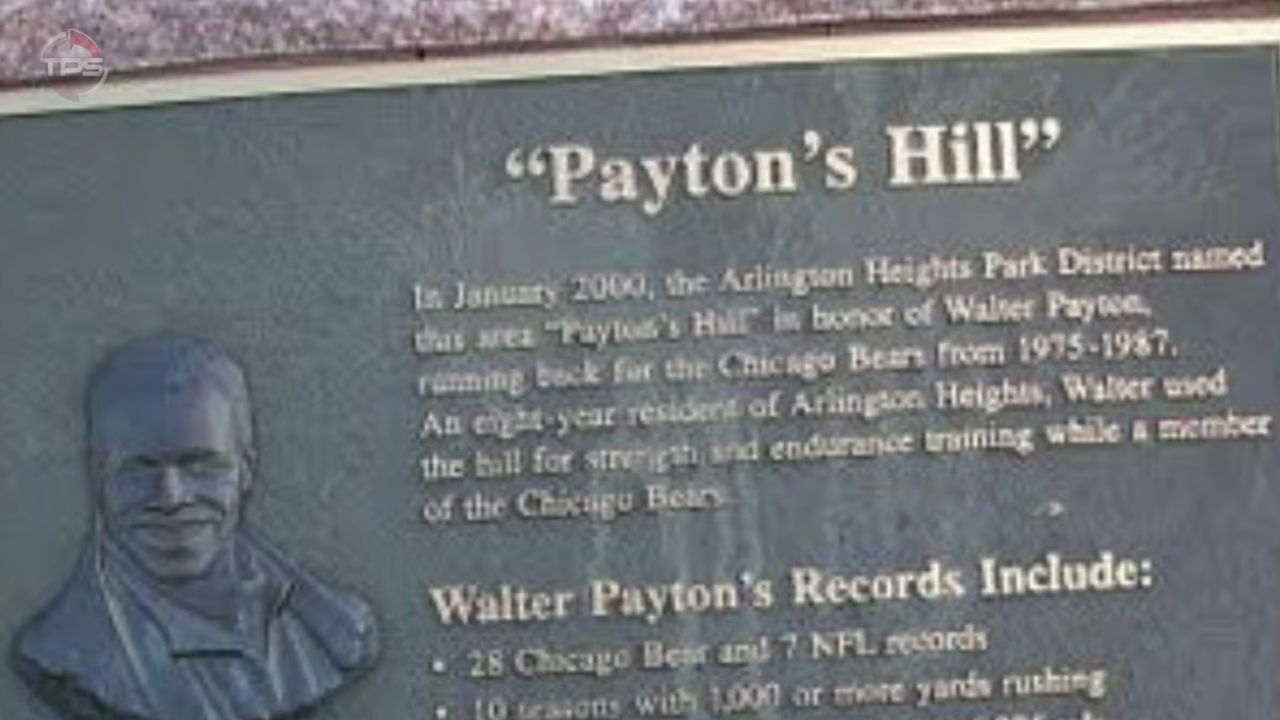 TPS
“Payton’s Hill”
In January 2000, the Arlington Heights Park District named
this area “Payton’s Hill” in honor of Walter Payton,
running back for the Chicago Bears from 1975-1987.
An eight-year resident of Arlington Heights, Walter used
the hill for strength and endurance training while a member
of the Chicago Bears.
Walter Payton’s Records Include:
• 28 Chicago Bear and 7 NFL records
• 10 seasons with 1,000 or more yards rushing